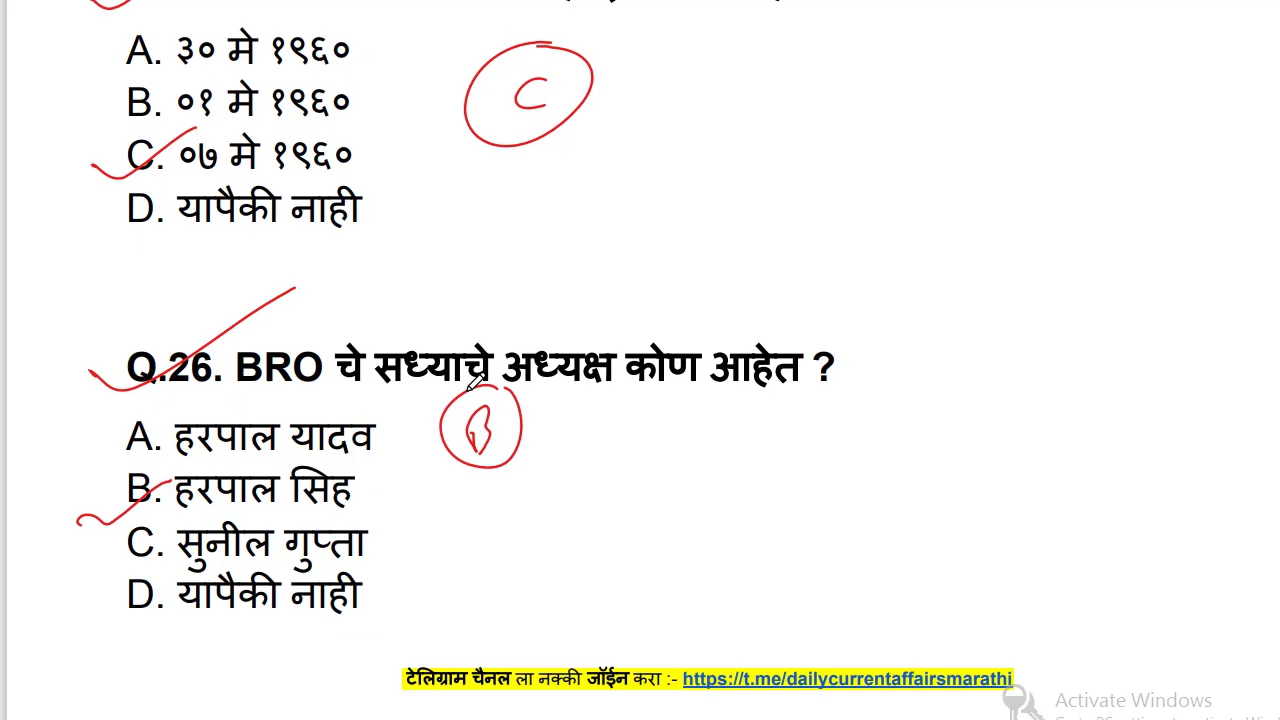 A. ३० मे १९६०
B. ०१ मे १९६०
C
C. ०७ मे १९६०
D. यापैकी नाही
Q.26. BRO चे सध्याचे अध्यक्ष कोण आहेत ?
B
A. हरपाल यादव
B. हरपाल सिंह
C. सुनील गुप्ता
D. यापैकी नाही
टेलिग्राम चैनल ला नक्की जॉईन करा :- https://t.me/dailycurrentaffairsmarathi
Activate Windows